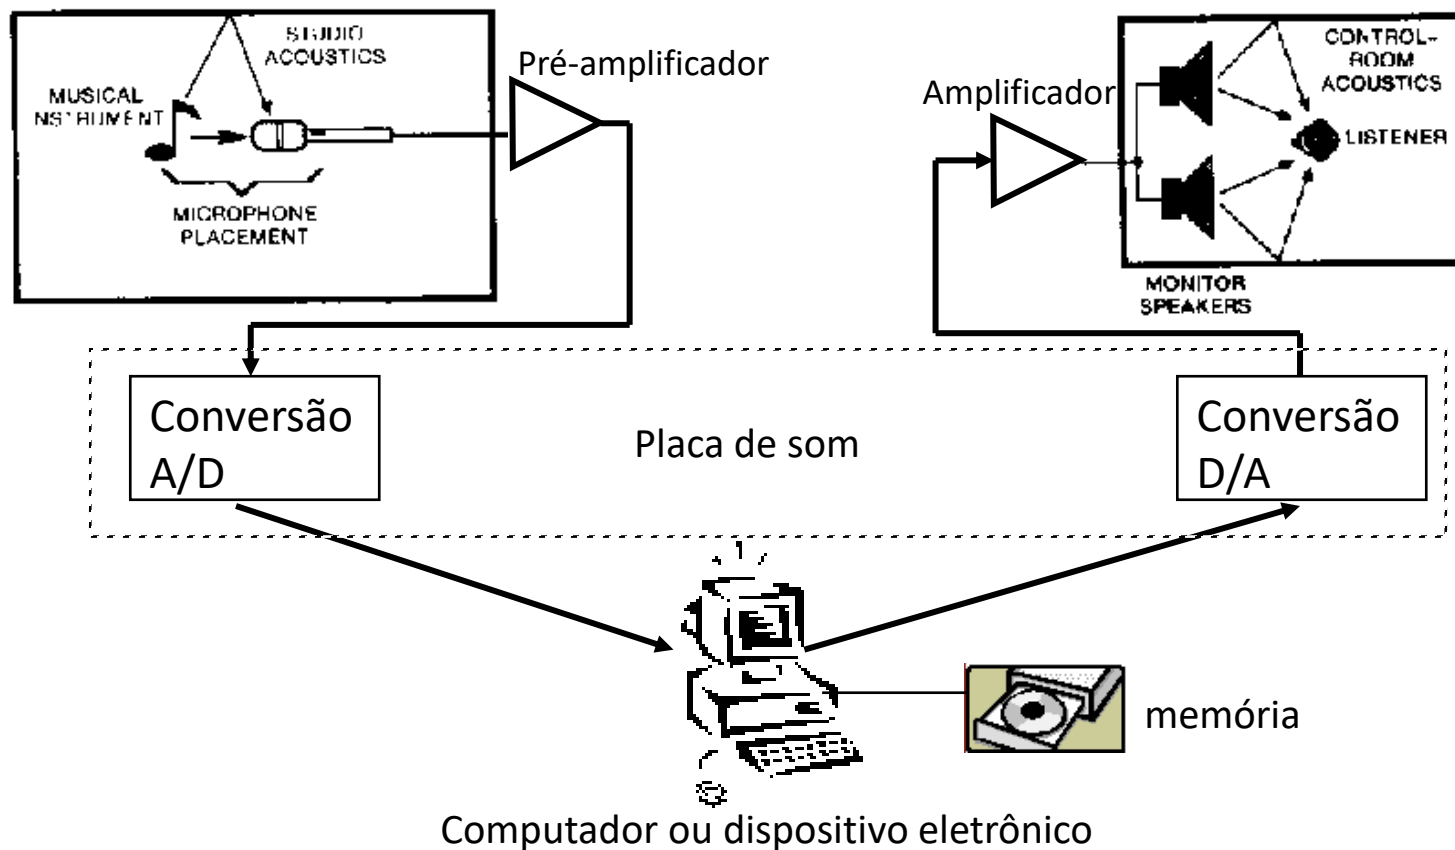 STUDIO
ACOUSTICS
MUSICAL
INSTRUMENT
MICROPHONE
PLACEMENT
Pré-amplificador
Amplificador
CONTROL-
ROOM
ACOUSTICS
LISTENER
MONITOR
SPEAKERS
Conversão
A/D
Placa de som
Conversão
D/A
memória
Computador ou dispositivo eletrônico